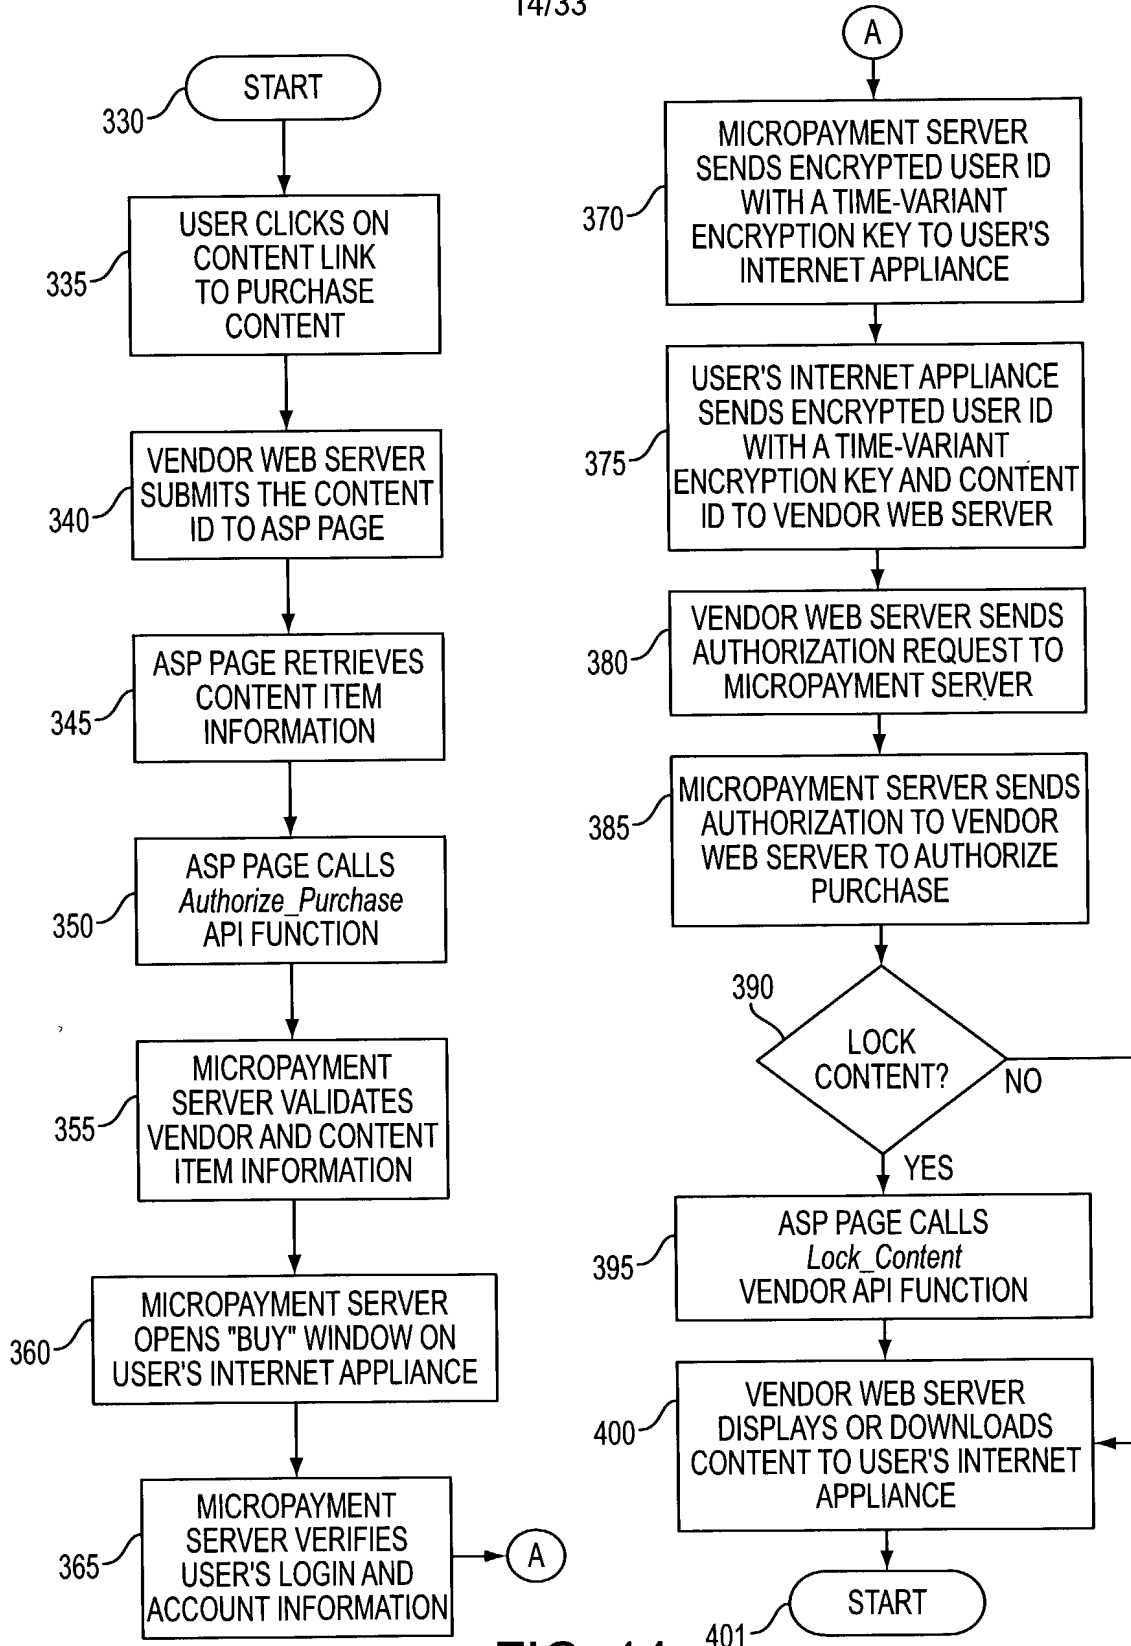 14/33
START
330
USER CLICKS ON
CONTENT LINK
TO PURCHASE
CONTENT
335
VENDOR WEB SERVER
SUBMITS THE CONTENT
ID TO ASP PAGE
340
ASP PAGE RETRIEVES
CONTENT ITEM
INFORMATION
345
ASP PAGE CALLS
Authorize_Purchase
API FUNCTION
350
MICROPAYMENT
SERVER VALIDATES
VENDOR AND CONTENT
ITEM INFORMATION
355
MICROPAYMENT SERVER
OPENS "BUY" WINDOW ON
USER'S INTERNET APPLIANCE
360
MICROPAYMENT
SERVER VERIFIES
USER'S LOGIN AND
ACCOUNT INFORMATION
365
A
A
MICROPAYMENT SERVER
SENDS ENCRYPTED USER ID
WITH A TIME-VARIANT
ENCRYPTION KEY TO USER'S
INTERNET APPLIANCE
370
USER'S INTERNET APPLIANCE
SENDS ENCRYPTED USER ID
WITH A TIME-VARIANT
ENCRYPTION KEY AND CONTENT
ID TO VENDOR WEB SERVER
375
VENDOR WEB SERVER SENDS
AUTHORIZATION REQUEST TO
MICROPAYMENT SERVER
380
MICROPAYMENT SERVER SENDS
AUTHORIZATION TO VENDOR
WEB SERVER TO AUTHORIZE
PURCHASE
385
390
LOCK
CONTENT?
NO
YES
ASP PAGE CALLS
Lock_Content
VENDOR API FUNCTION
395
VENDOR WEB SERVER
DISPLAYS OR DOWNLOADS
CONTENT TO USER'S INTERNET
APPLIANCE
400
START
401